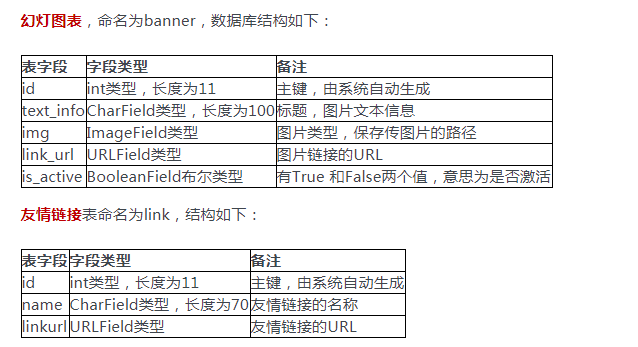 幻灯图表，命名为banner，数据库结构如下：
表字段 字段类型 备注
id int类型，长度为11 主键，由系统自动生成
text_info CharField类型，长度为100 标题，图片文本信息
img ImageField类型 图片类型，保存传图片的路径
link_url URLField类型 图片链接的URL
is_active BooleanField布尔类型 有True 和False两个值，意思为是否激活
友情链接表命名为link，结构如下：
表字段 字段类型 备注
id int类型，长度为11 主键，由系统自动生成
name CharField类型，长度为70 友情链接的名称
linkurl URLField类型 友情链接的URL